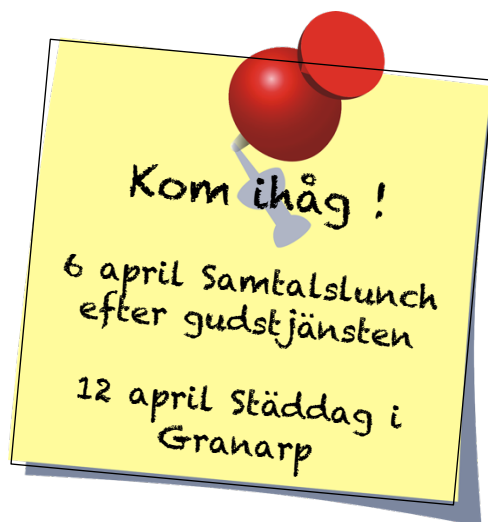 Kom ihåg !
6 april Samtalslunch
efter gudstjänsten
12 april Städdag i
Granarp